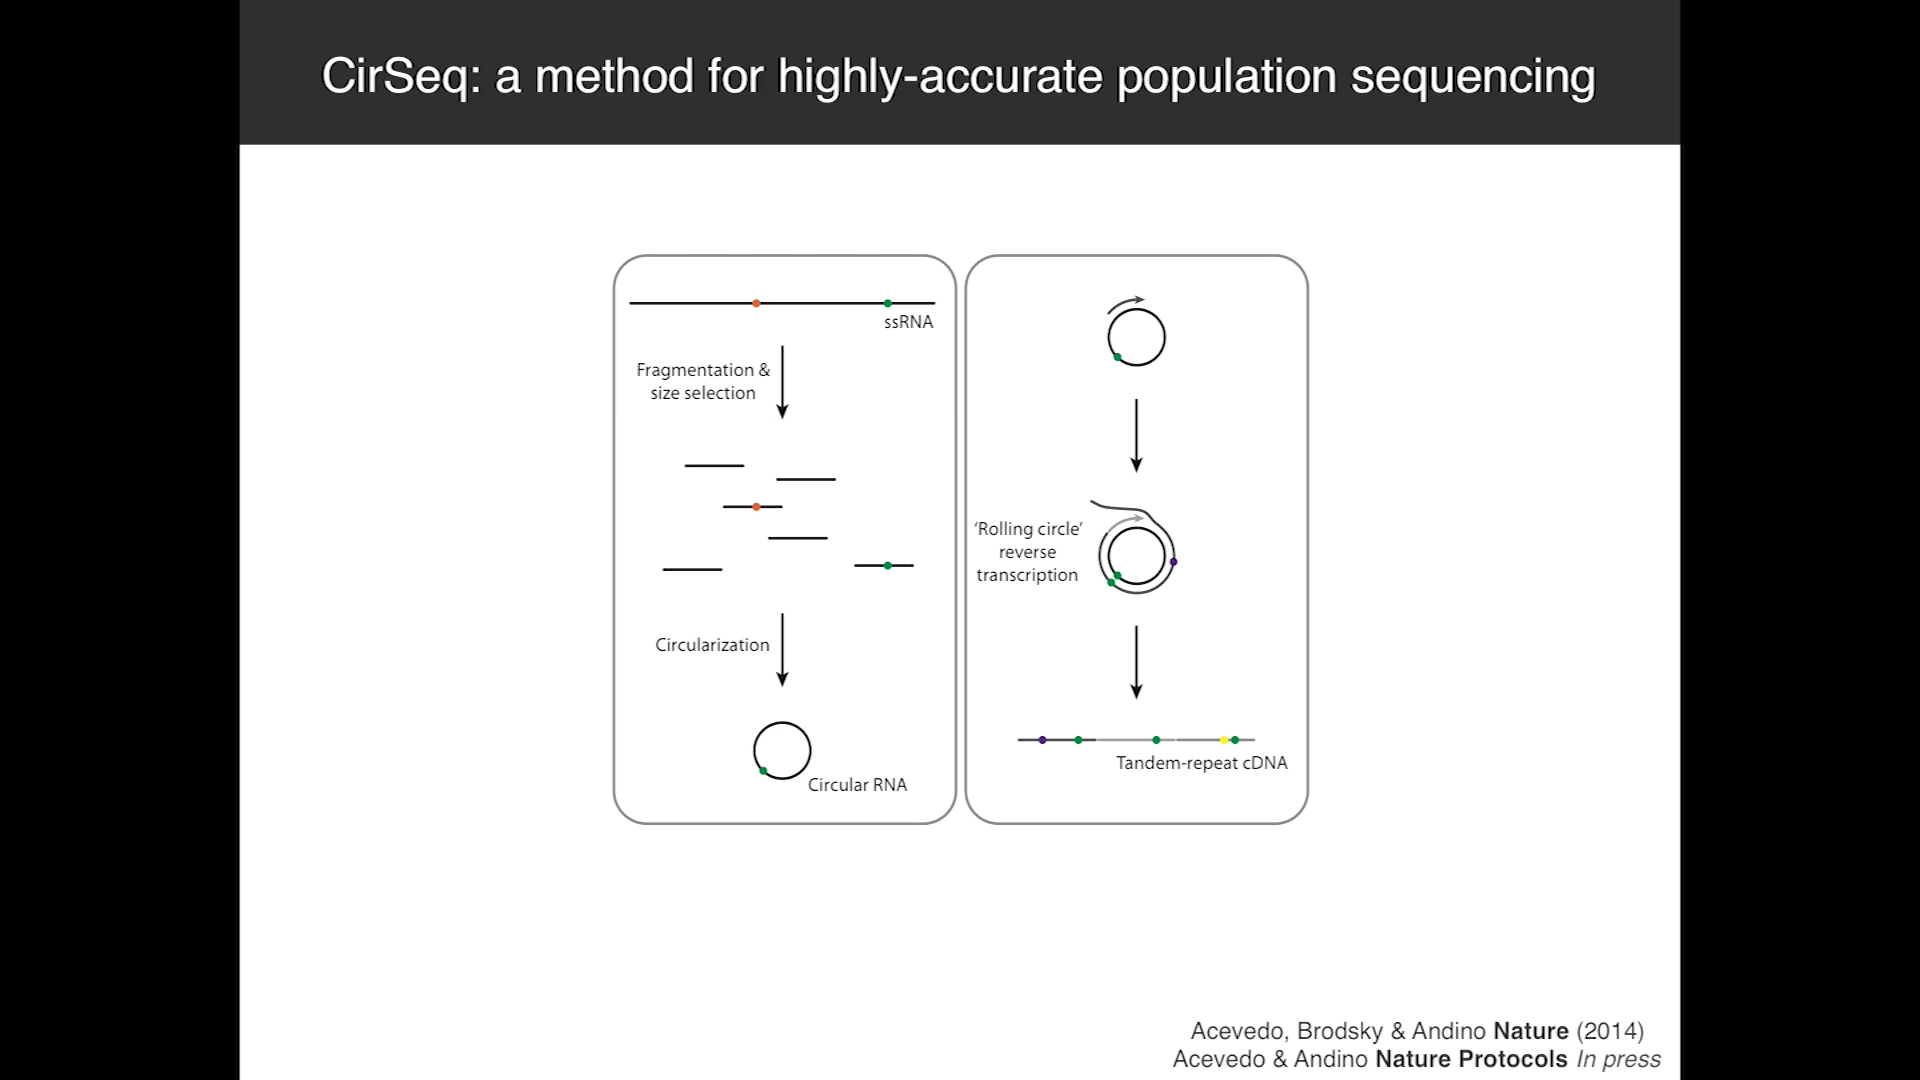 CirSeq: a method for highly-accurate population sequencing
ssRNA
Fragmentation &
size selection
Circularization
Circular RNA
‘Rolling circle’
reverse
transcription
Tandem-repeat cDNA
Acevedo, Brodsky & Andino Nature (2014)
Acevedo & Andino Nature Protocols In press